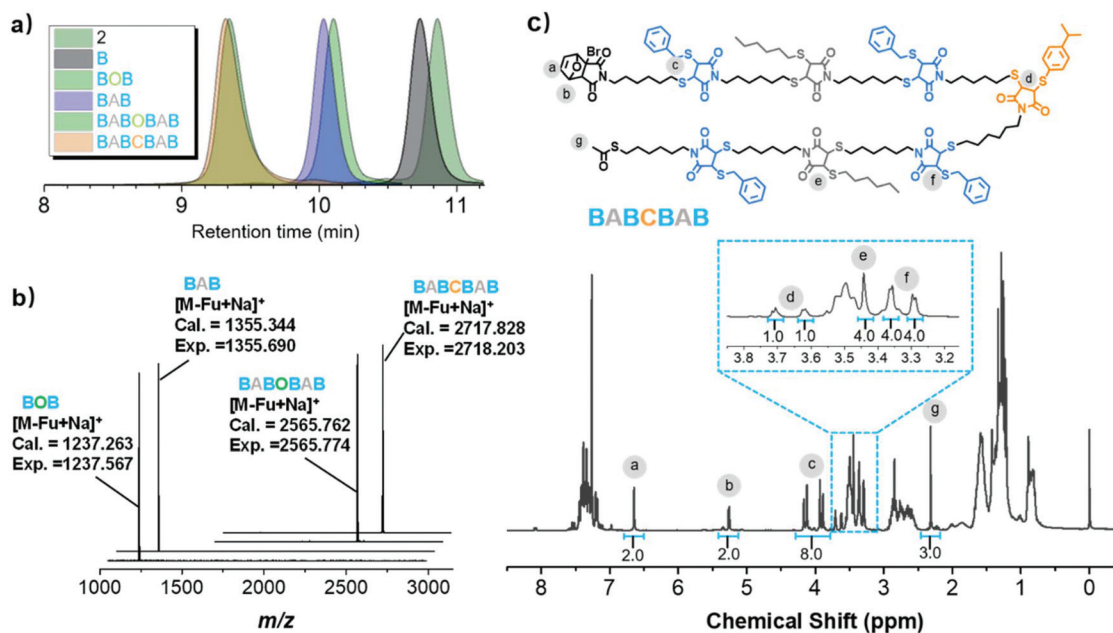 a)
2
B
BOB
BAB
BABOBAB
BABCBAB
8 9 10 11
Retention time (min)
b)
BAB
[M-Fu+Na]+
Cal. = 1355.344
Exp. =1355.690
BABCBAB
[M-Fu+Na]+
Cal. = 2717.828
Exp. =2718.203
BOB
[M-Fu+Na]+
Cal. = 1237.263
Exp. =1237.567
BABOBAB
[M-Fu+Na]+
Cal. = 2565.762
Exp. =2565.774
1000 1500 2000 2500 3000
m/z
c)
Br O S O S O S
a O c O O O S d S
b N S N S N S N S O O
O O O O N
g O O O O O O
S N S N S N S
O S O S O S
e f
BABCBAB
e
d f
1.0 1.0 4.0 4.0 4.0
3.8 3.7 3.6 3.5 3.4 3.3 3.2
a b c g
2.0 2.0 8.0 3.0
8 7 6 5 4 3 2 1 0
Chemical Shift (ppm)